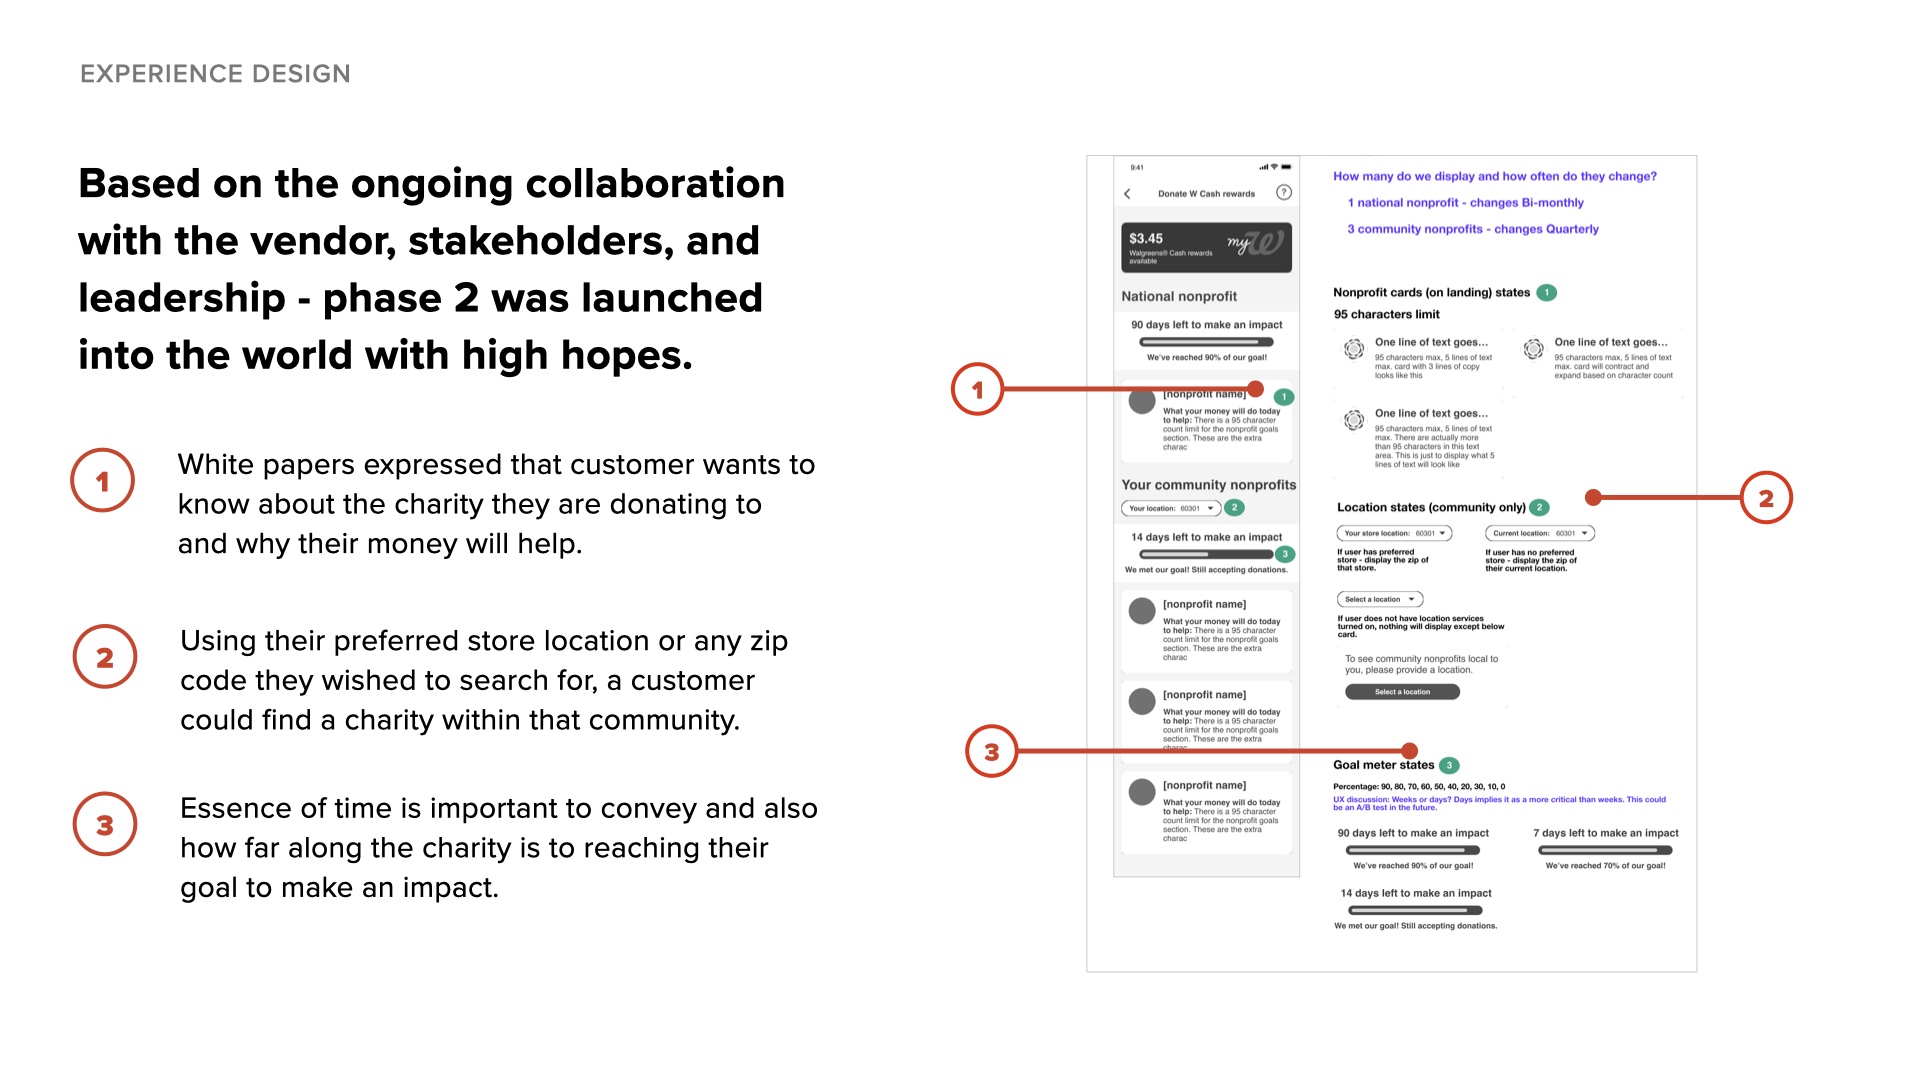 EXPERIENCE DESIGN
Based on the ongoing collaboration
with the vendor, stakeholders, and
leadership - phase 2 was launched
into the world with high hopes.
1
White papers expressed that customer wants to
know about the charity they are donating to
and why their money will help.
2
Using their preferred store location or any zip
code they wished to search for, a customer
could find a charity within that community.
3
Essence of time is important to convey and also
how far along the charity is to reaching their
goal to make an impact.
1
3
2
9:41
Donate W Cash rewards
?
$3.45
Walgreens® Cash rewards
available
myW
National nonprofit
90 days left to make an impact
We've reached 90% of our goal!
[nonprofit name]
1
What your money will do today
to help: There is a 95 character
count limit for the nonprofit goals
section. These are the extra
charac
Your community nonprofits
Your location: 60301
2
14 days left to make an impact
3
We met our goal! Still accepting donations.
[nonprofit name]
What your money will do today
to help: There is a 95 character
count limit for the nonprofit goals
section. These are the extra
charac
[nonprofit name]
What your money will do today
to help: There is a 95 character
count limit for the nonprofit goals
section. These are the extra
charac
[nonprofit name]
What your money will do today
to help: There is a 95 character
count limit for the nonprofit goals
section. These are the extra
charac
How many do we display and how often do they change?
1 national nonprofit - changes Bi-monthly
3 community nonprofits - changes Quarterly
Nonprofit cards (on landing) states 1
95 characters limit
One line of text goes...
95 characters max, 5 lines of text
max. card with 3 lines of copy
looks like this
One line of text goes...
95 characters max, 5 lines of text
max. card will contract and
expand based on character count
One line of text goes...
95 characters max, 5 lines of text
max. There are actually more
than 95 characters in this text
area. This is just to display what 5
lines of text will look like
Location states (community only) 2
Your store location: 60301
If user has preferred
store - display the zip of
that store.
Current location: 60301
If user has no preferred
store - display the zip of
their current location.
Select a location
If user does not have location services
turned on, nothing will display except below
card.
To see community nonprofits local to
you, please provide a location.
Select a location
Goal meter states 3
Percentage: 90, 80, 70, 60, 50, 40, 20, 30, 10, 0
UX discussion: Weeks or days? Days implies it as a more critical than weeks. This could
be an A/B test in the future.
90 days left to make an impact
We've reached 90% of our goal!
7 days left to make an impact
We've reached 70% of our goal!
14 days left to make an impact
We met our goal! Still accepting donations.